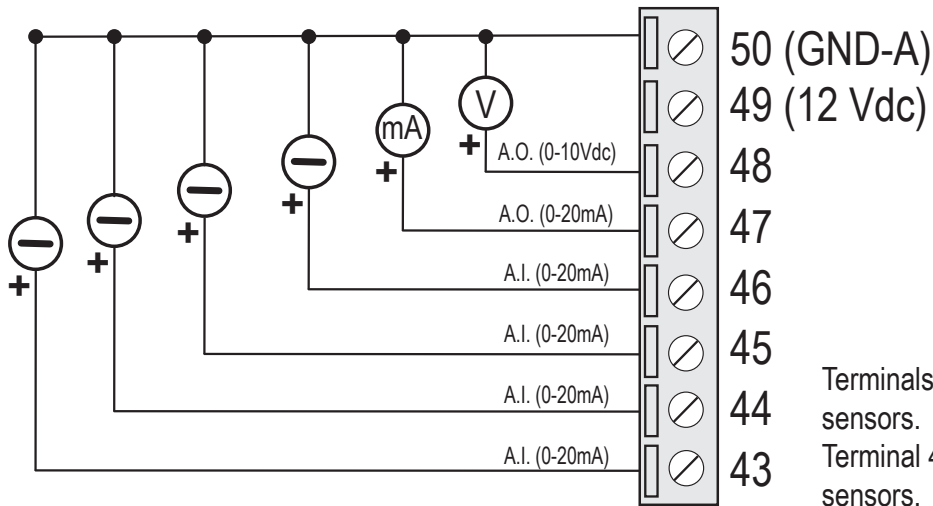 50 (GND-A)
49 (12 Vdc)
V
+
A.O. (0-10Vdc)
48
mA
+
A.O. (0-20mA)
47
+
A.I. (0-20mA)
46
+
A.I. (0-20mA)
45
+
A.I. (0-20mA)
44
+
A.I. (0-20mA)
43
Terminals
sensors.
Terminal
sensors.